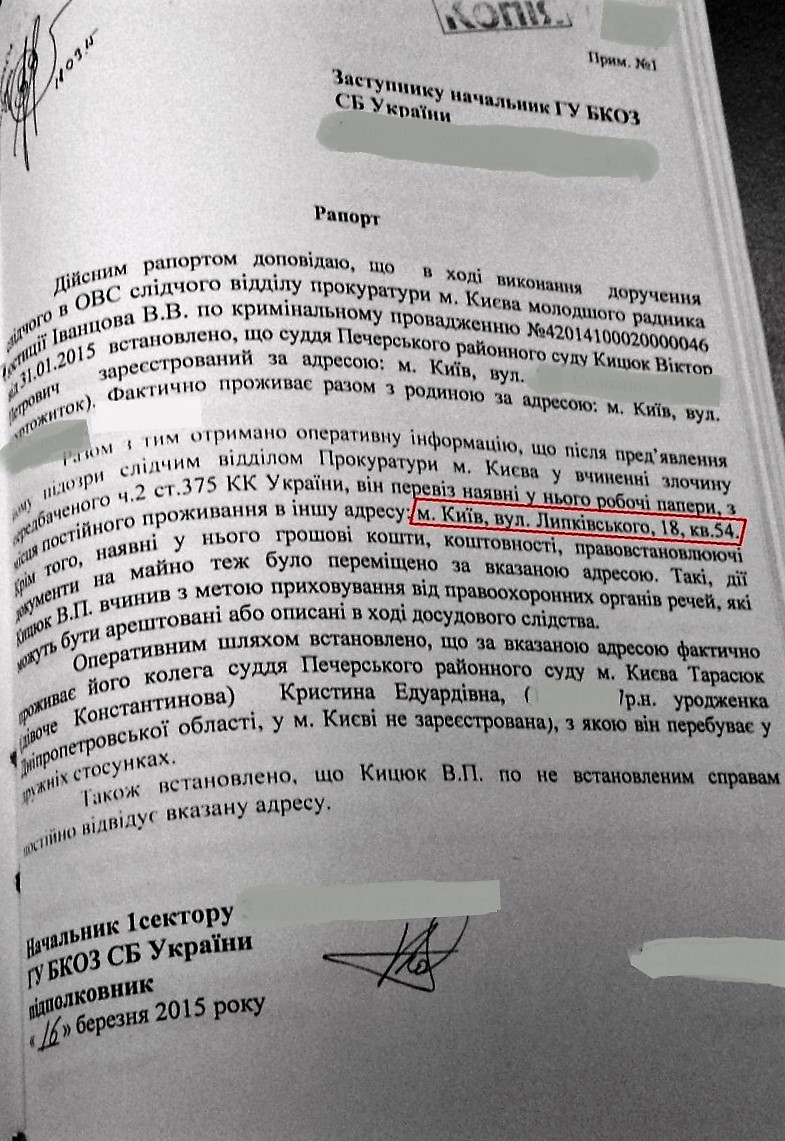 Копія.
Прим. №1
Заступнику начальник ГУ БКОЗ
СБ України
Рапорт
Дійсним рапортом доповідаю, що в ході виконання доручення
слідчого в ОВС слідчого відділу прокуратури м. Києва молодшого радника
юстиції Іванцова В.В. по кримінальному провадженню №42014100020000046
від 31.01.2015 встановлено, що суддя Печерського районного суду Кицюк Віктор
Петрович зареєстрований за адресою: м. Київ, вул.
гуртожиток). Фактично проживає разом з родиною за адресою: м. Київ, вул.
Разом з тим отримано оперативну інформацію, що після пред’явлення
йому підозри слідчим відділом Прокуратури м. Києва у вчиненні злочину
передбаченого ч.2 ст.375 КК України, він перевіз наявні у нього робочі папери, з
місця постійного проживання в іншу адресу: м. Київ, вул. Липківського, 18, кв.54.
Крім того, наявні у нього грошові кошти, коштовності, правовстановлюючі
документи на майно теж було переміщено за вказаною адресою. Такі, дії
Кицюк В.П. вчинив з метою приховування від правоохоронних органів речей, які
можуть бути арештовані або описані в ході досудового слідства.
Оперативним шляхом встановлено, що за вказаною адресою фактично
проживає його колега суддя Печерського районного суду м. Києва Тарасюк
(дівоче Константинова) Кристина Едуардівна, ( )р.н. уродженка
Дніпропетровської області, у м. Києві не зареєстрована), з якою він перебуває у
дружніх стосунках.
Також встановлено, що Кицюк В.П. по не встановленим справам
постійно відвідує вказану адресу.
Начальник 1сектору
ГУ БКОЗ СБ України
підполковник
« 16 » березня 2015 року